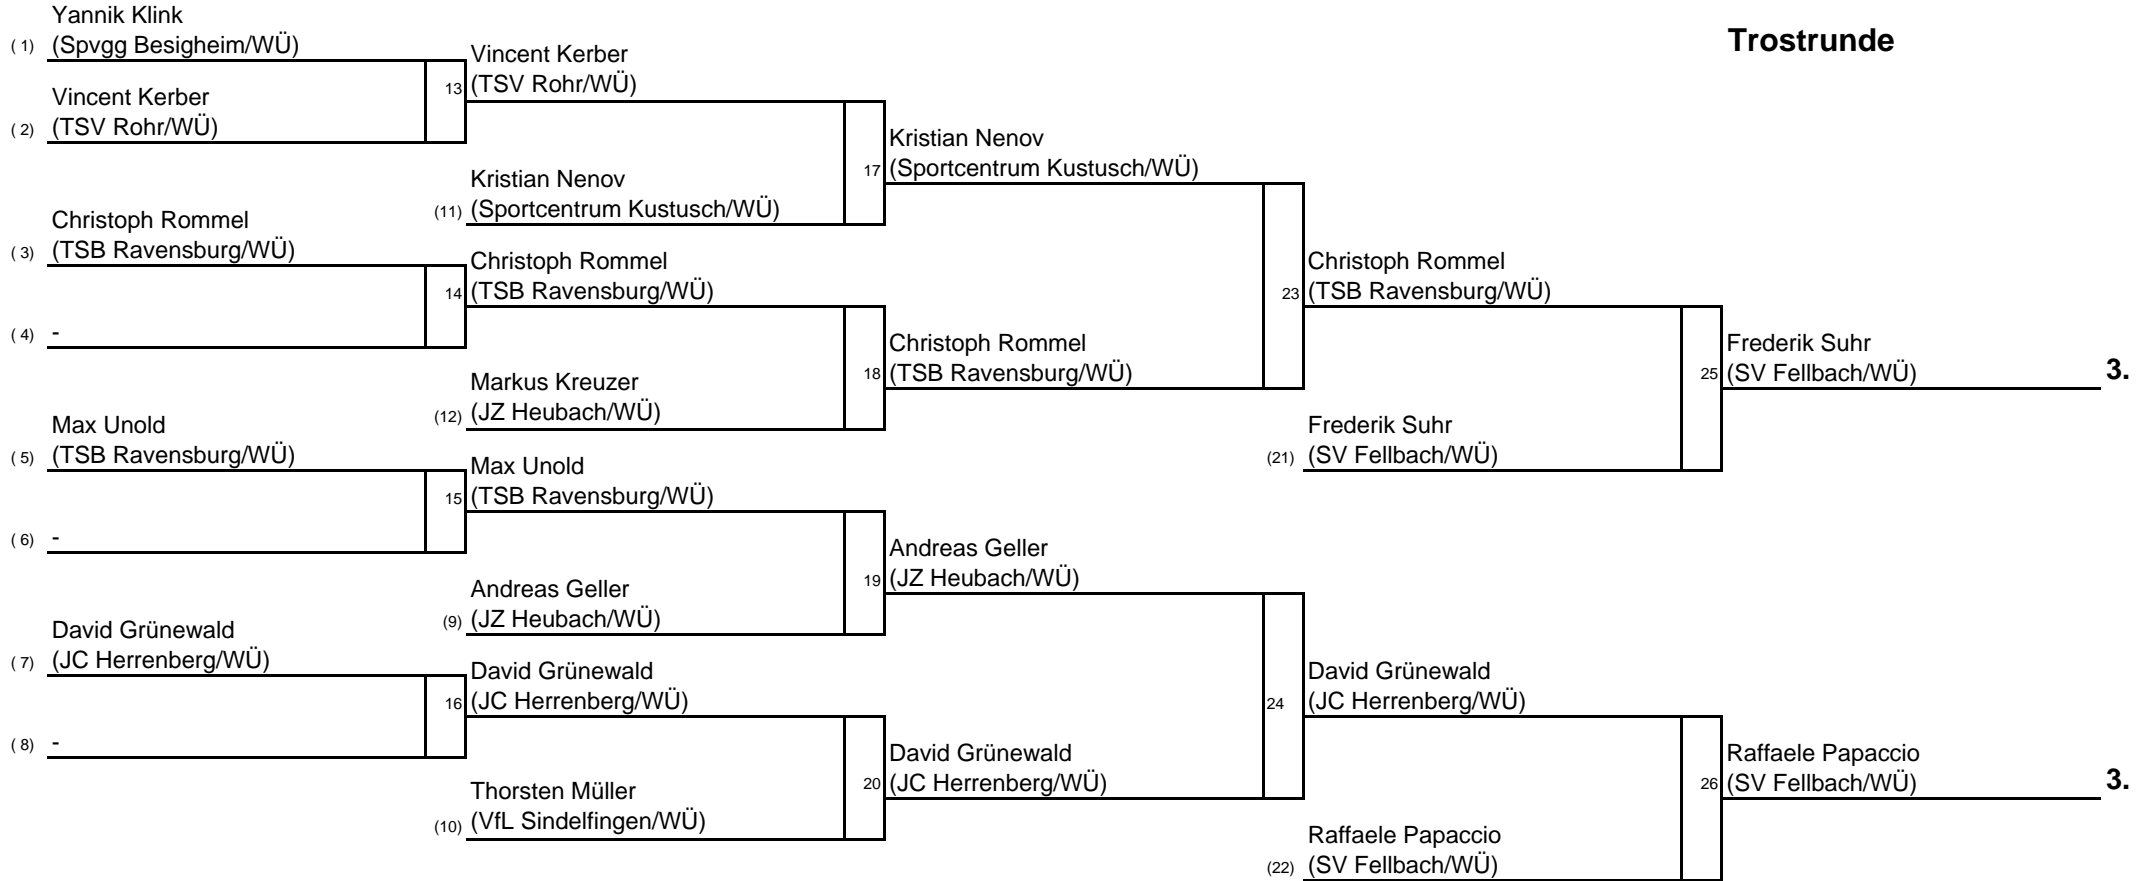 Trostrunde
Yannik Klink
( 1) (Spvgg Besigheim/WÜ)
Vincent Kerber
( 2) (TSV Rohr/WÜ)
Christoph Rommel
( 3) (TSB Ravensburg/WÜ)
( 4) -
Max Unold
( 5) (TSB Ravensburg/WÜ)
( 6) -
David Grünewald
( 7) (JC Herrenberg/WÜ)
( 8) -
Vincent Kerber
13 (TSV Rohr/WÜ)
Kristian Nenov
(11) (Sportcentrum Kustusch/WÜ)
Christoph Rommel
14 (TSB Ravensburg/WÜ)
Markus Kreuzer
(12) (JZ Heubach/WÜ)
Max Unold
15 (TSB Ravensburg/WÜ)
Andreas Geller
(9) (JZ Heubach/WÜ)
David Grünewald
16 (JC Herrenberg/WÜ)
Thorsten Müller
(10) (VfL Sindelfingen/WÜ)
Kristian Nenov
17 (Sportcentrum Kustusch/WÜ)
Christoph Rommel
18 (TSB Ravensburg/WÜ)
Andreas Geller
19 (JZ Heubach/WÜ)
David Grünewald
20 (JC Herrenberg/WÜ)
Christoph Rommel
23 (TSB Ravensburg/WÜ)
Frederik Suhr
(21) (SV Fellbach/WÜ)
David Grünewald
24 (JC Herrenberg/WÜ)
Raffaele Papaccio
(22) (SV Fellbach/WÜ)
Frederik Suhr
25 (SV Fellbach/WÜ) 3.
Raffaele Papaccio
26 (SV Fellbach/WÜ) 3.